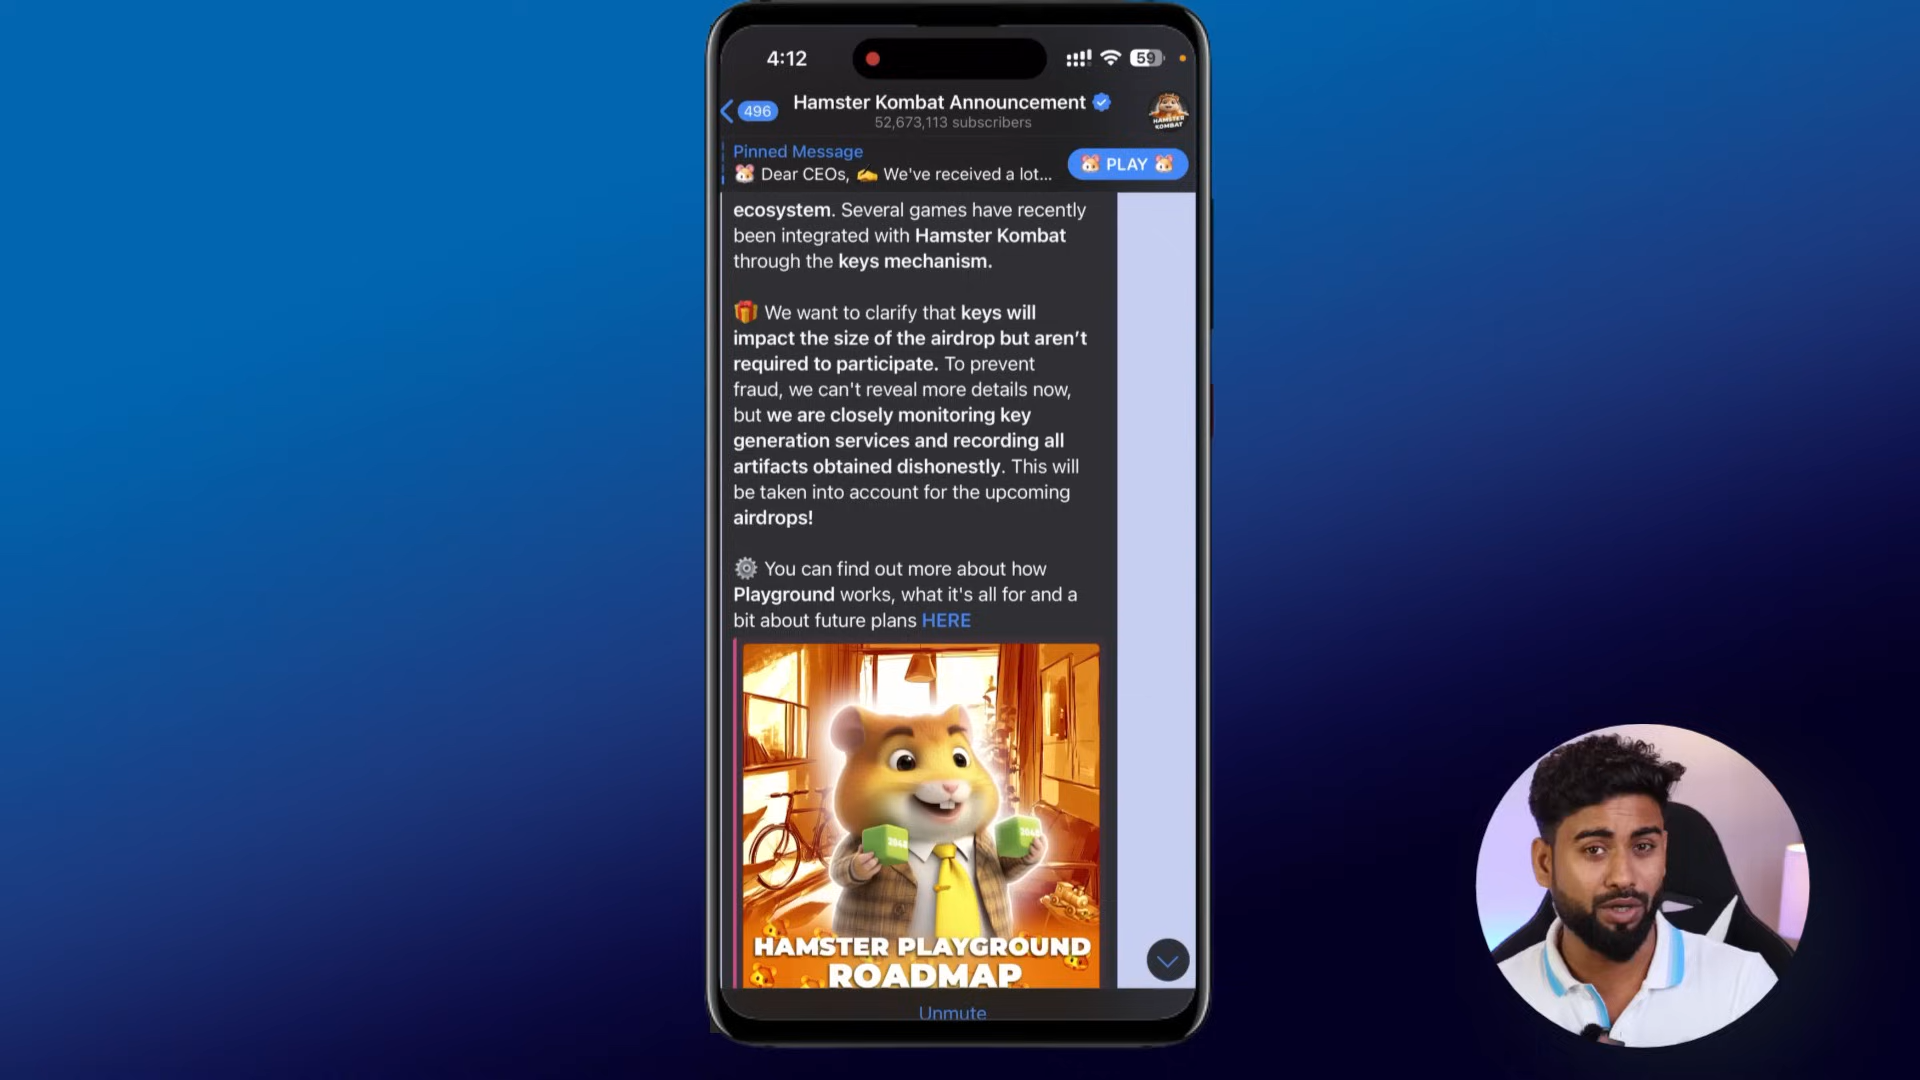 4:12
59
496
Hamster Kombat Announcement
52,673,113 subscribers
HAMSTER
KOMBAT
Pinned Message
🐹 Dear CEOs, ✍️ We've received a lot...
🐹 PLAY 🐹
ecosystem. Several games have recently
been integrated with Hamster Kombat
through the keys mechanism.
🎁 We want to clarify that keys will
impact the size of the airdrop but aren’t
required to participate. To prevent
fraud, we can't reveal more details now,
but we are closely monitoring key
generation services and recording all
artifacts obtained dishonestly. This will
be taken into account for the upcoming
airdrops!
⚙️ You can find out more about how
Playground works, what it's all for and a
bit about future plans HERE
2048
2048
HAMSTER PLAYGROUND
ROADMAP
Unmute